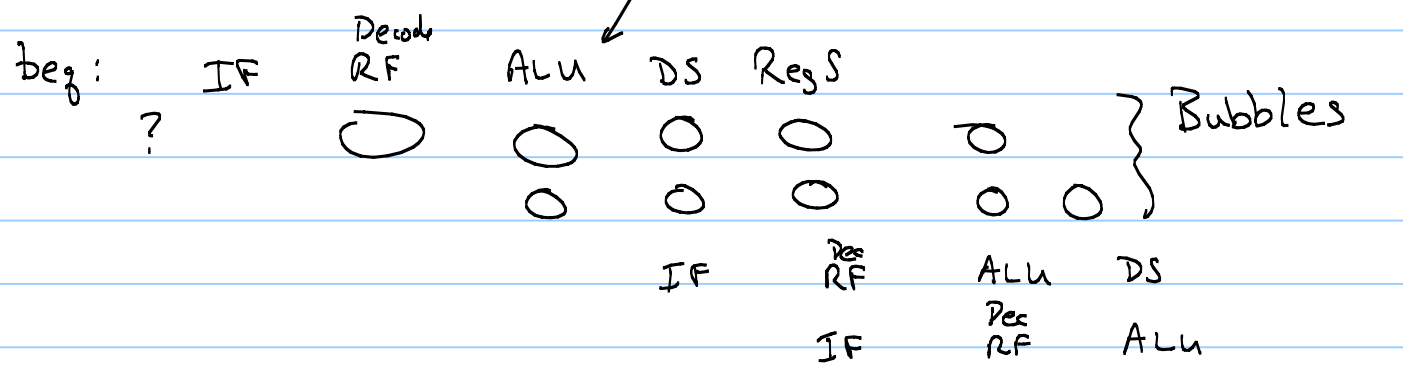 Decode
beq: IF RF ALU DS RegS
?
Bubbles
Dec
IF RF ALU DS
Dec
IF RF ALU